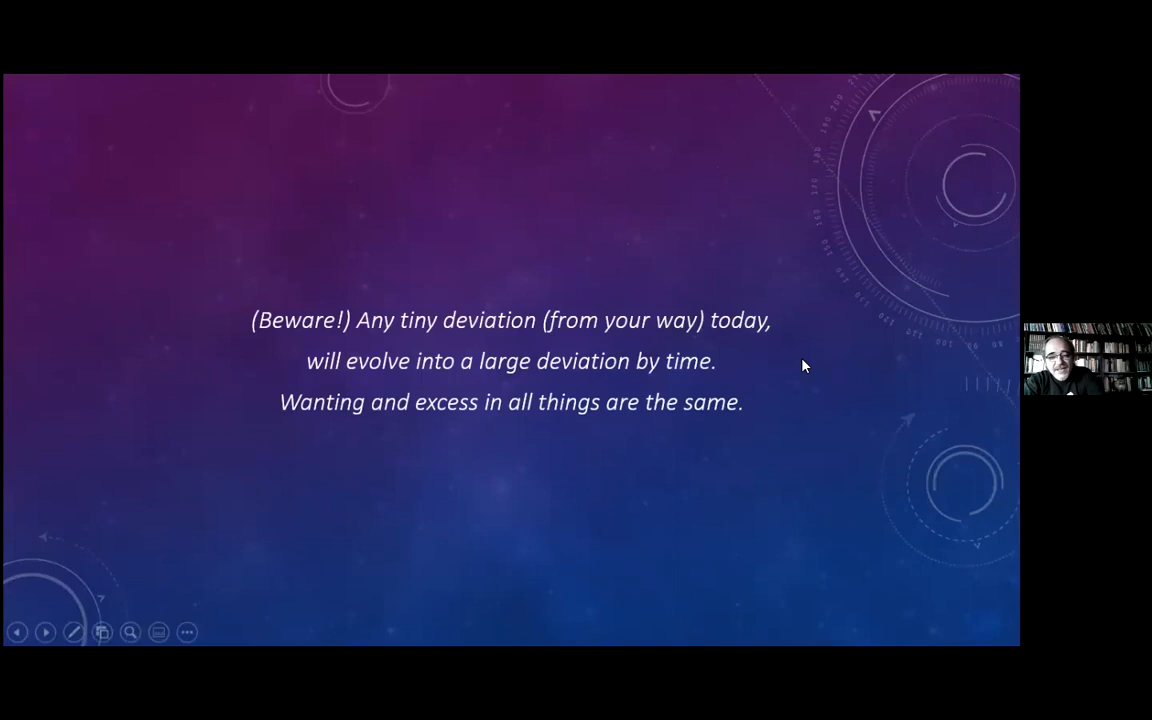 (Beware!) Any tiny deviation (from your way) today,
will evolve into a large deviation by time.
Wanting and excess in all things are the same.